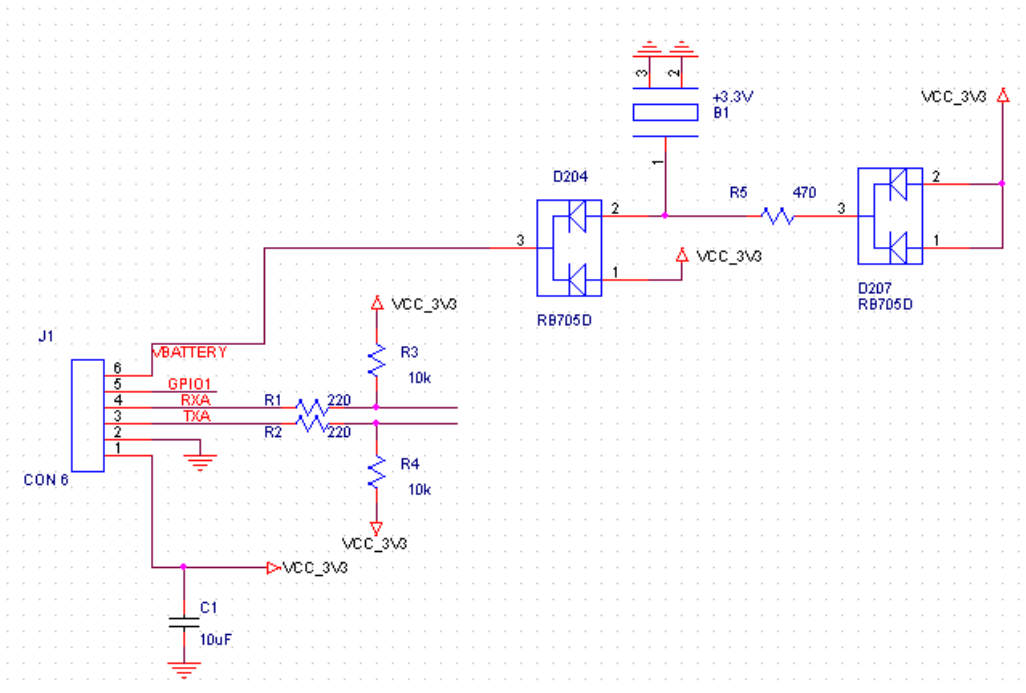 3
2
+3.3V
B1
VCC_3V3
1
D204
2
R5
470
3
2
3
1
VCC_3V3
1
D207
RB705D
RB705D
VCC_3V3
J1
VBATTERY
R3
10k
6
5
GPIO1
4
RXA
R1
220
3
TXA
R2
220
2
1
R4
10k
CON 6
VCC_3V3
VCC_3V3
C1
10uF